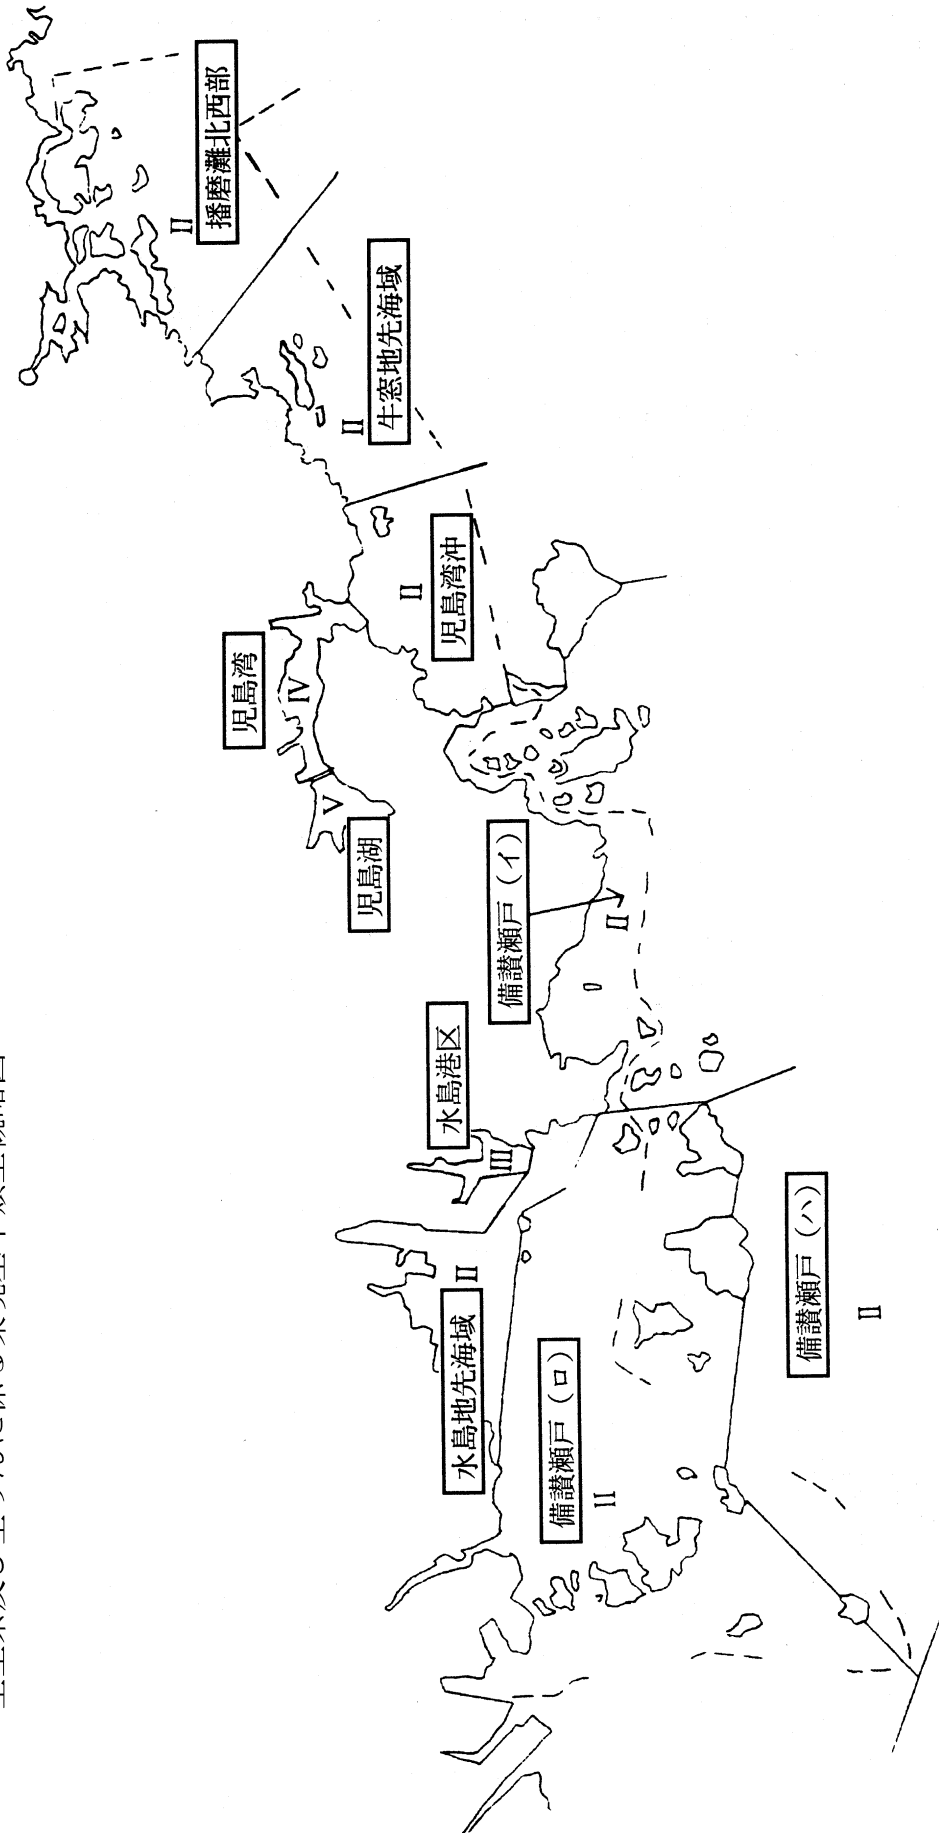 播磨灘北西部
II
牛窓地先海域
II
児島湾沖
II
児島湾
IV
児島湖
V
備讃瀬戸（イ）
II
水島港区
III
水島地先海域
II
備讃瀬戸（ロ）
II
備讃瀬戸（ハ）
II